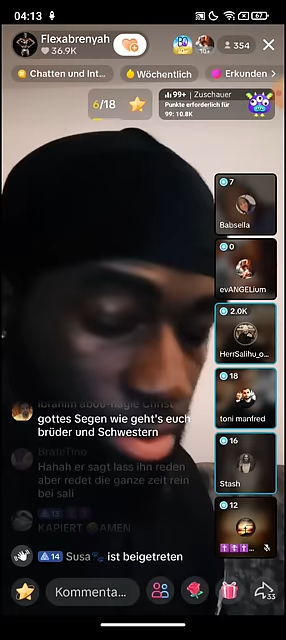 04:13
67
Flexabrenyah
36.9K
354
Chatten und Int...
Wöchentlich
Erkunden
6/18
99+ | Zuschauer
Punkte erforderlich für
99: 10.8K
7
Babsella
0
evANGELium
2.0K
HerrSalihu_o...
18
toni manfred
16
Stash
12
gottes Segen wie geht's euch
brüder und Schwestern
BrateTino
Hahah er sagt lass ihn reden
aber redet die ganze zeit rein
bei sali
KAPIERT AMEN
14 Susa ist beigetreten
Kommenta...
33